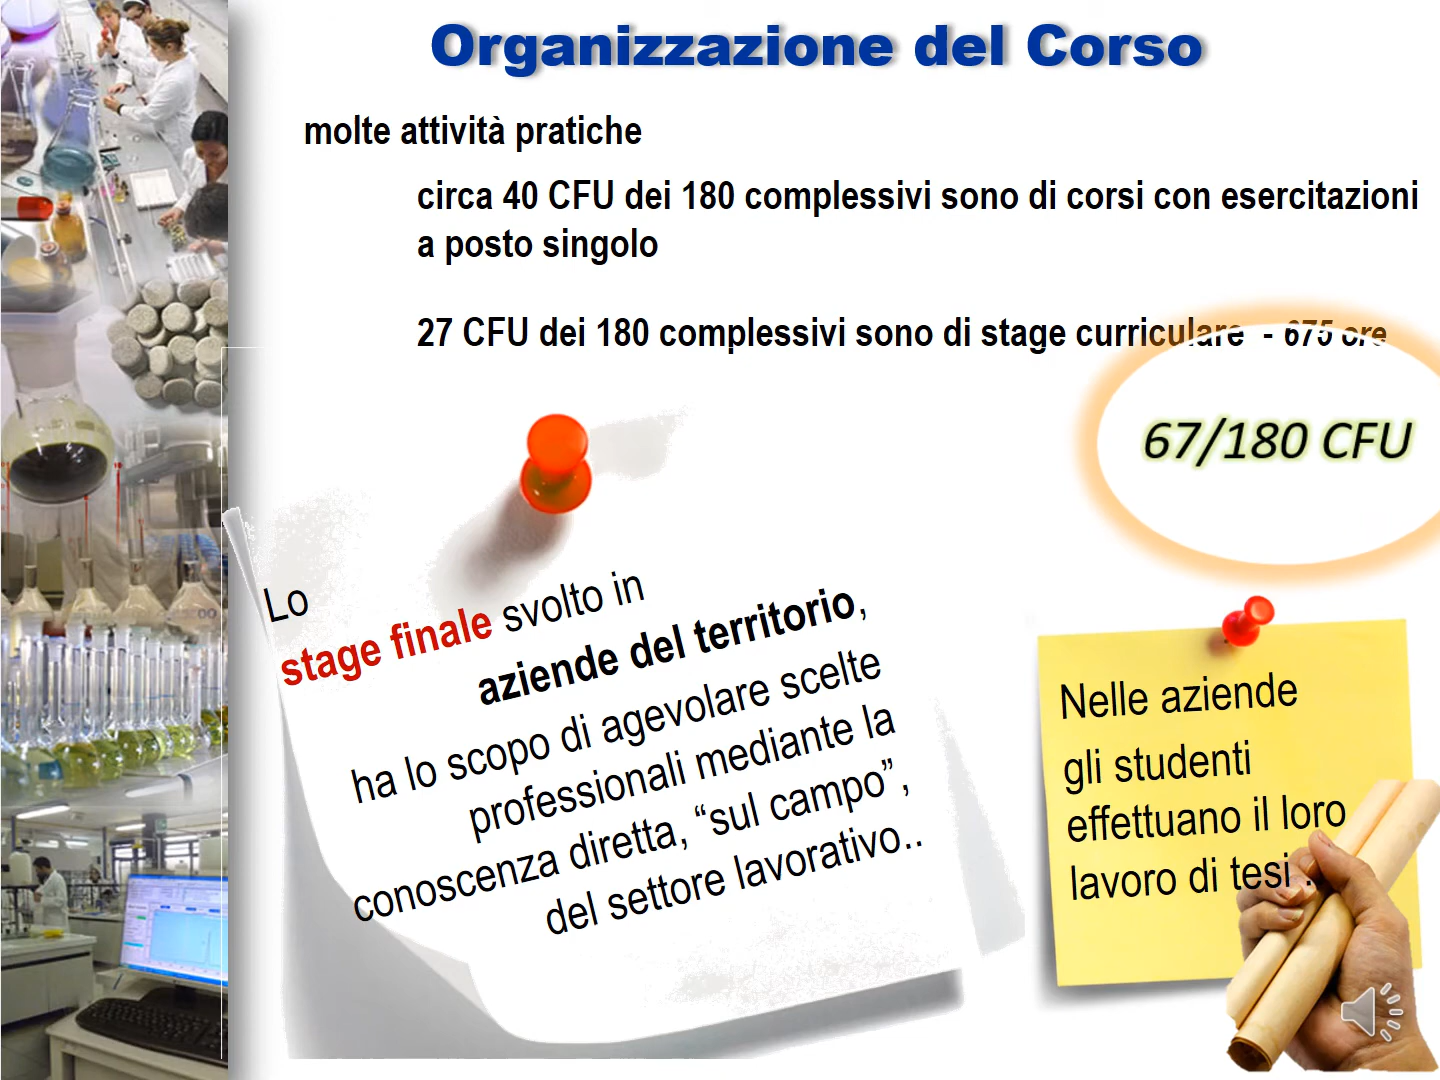 Organizzazione del Corso
molte attività pratiche
circa 40 CFU dei 180 complessivi sono di corsi con esercitazioni
a posto singolo
27 CFU dei 180 complessivi sono di stage curriculare - 675 ore
67/180 CFU
Lo
stage finale svolto in
aziende del territorio,
ha lo scopo di agevolare scelte
professionali mediante la
conoscenza diretta, “sul campo”,
del settore lavorativo..
Nelle aziende
gli studenti
effettuano il loro
lavoro di tesi .